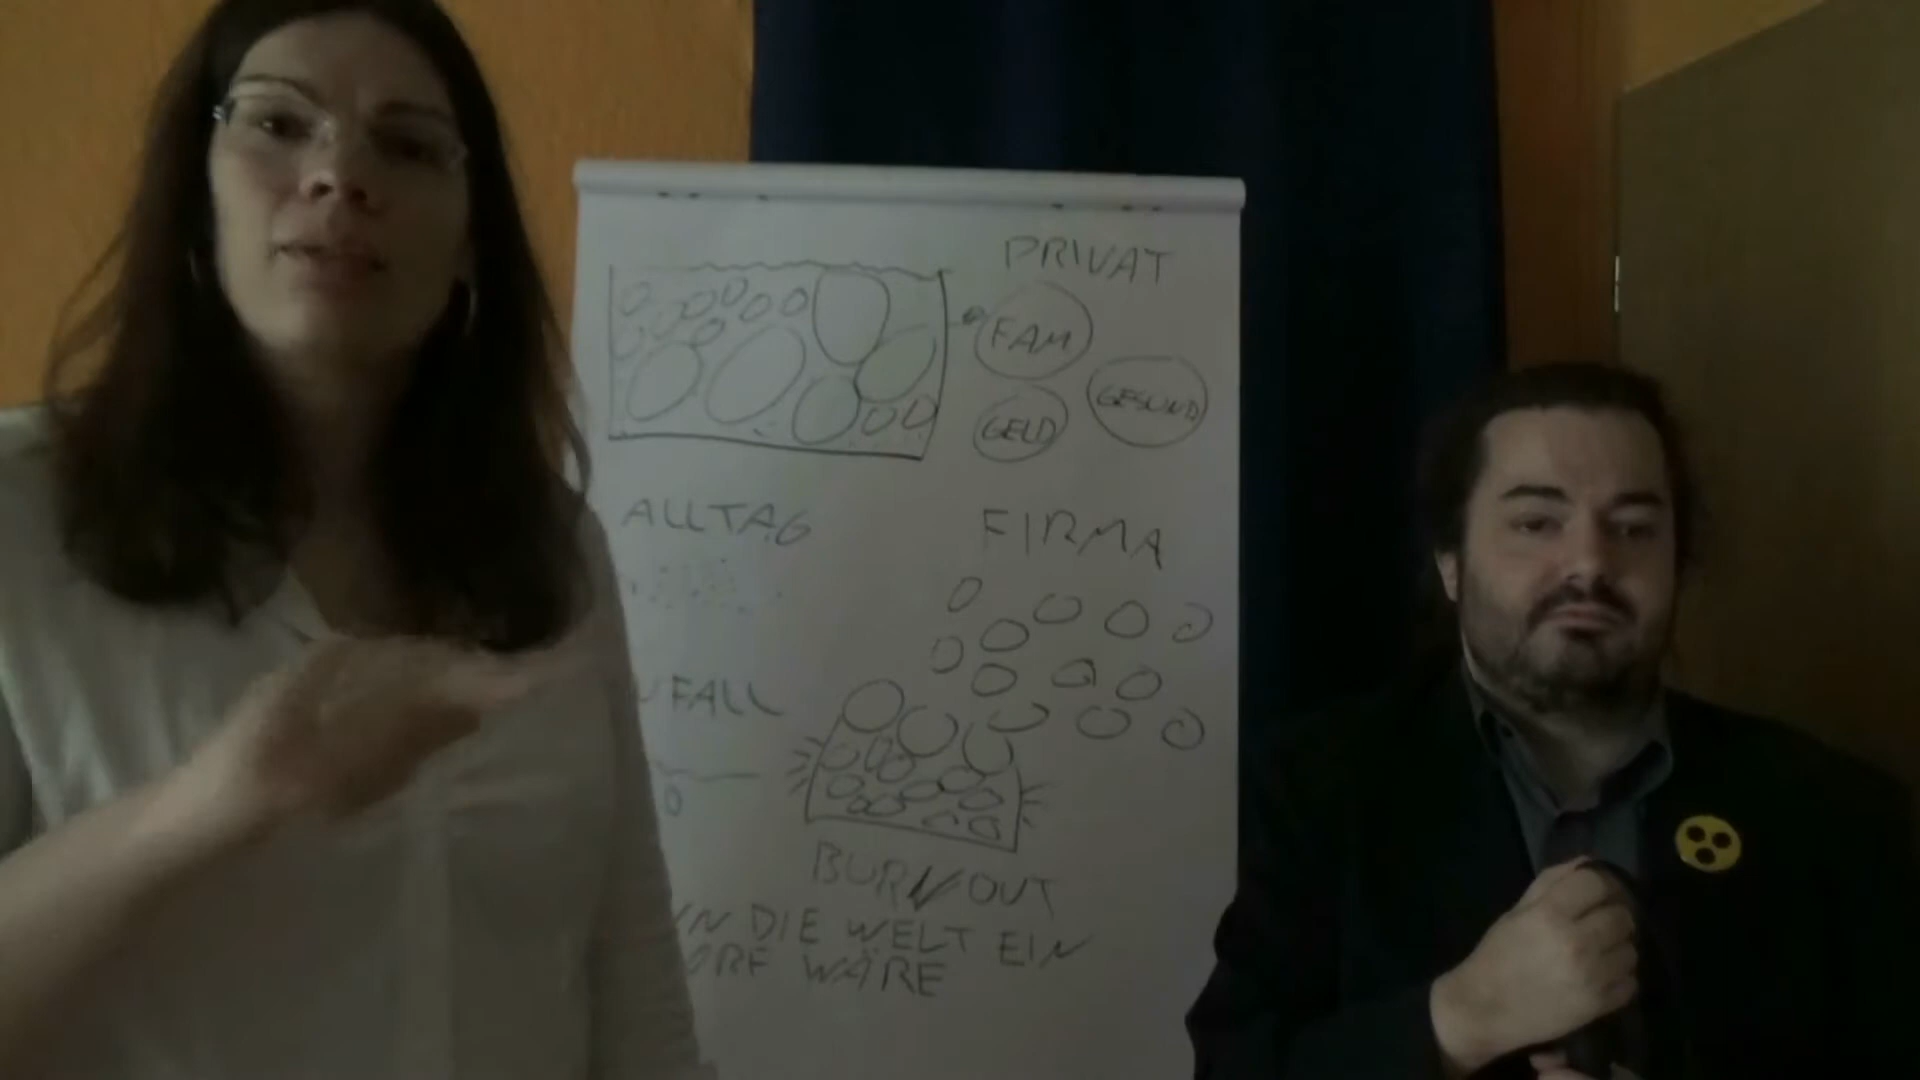 PRIVAT
FAM
GESUND
GELD
ALLTAG
FIRMA
FALL
BURNOUT
DIE WELT EIN
WÄRE